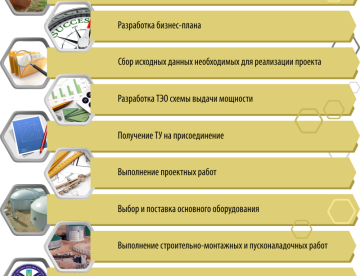 SUCCESS
Разработка бизнес-плана
Сбор исходных данных необходимых для реализации проекта
Разработка ТЭО схемы выдачи мощности
Получение ТУ на присоединение
Выполнение проектных работ
Выбор и поставка основного оборудования
Выполнение строительно-монтажных и пусконаладочных работ